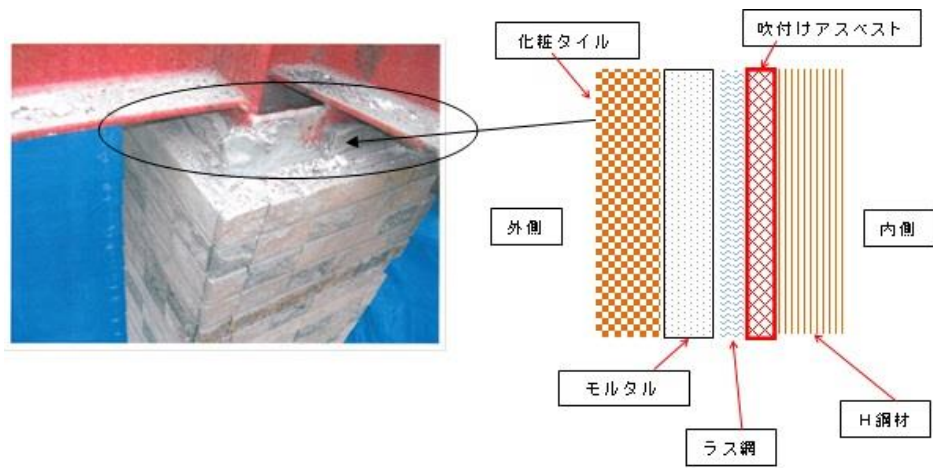 化粧タイル
吹付けアスベスト
外側
内側
モルタル
ラス網
H鋼材